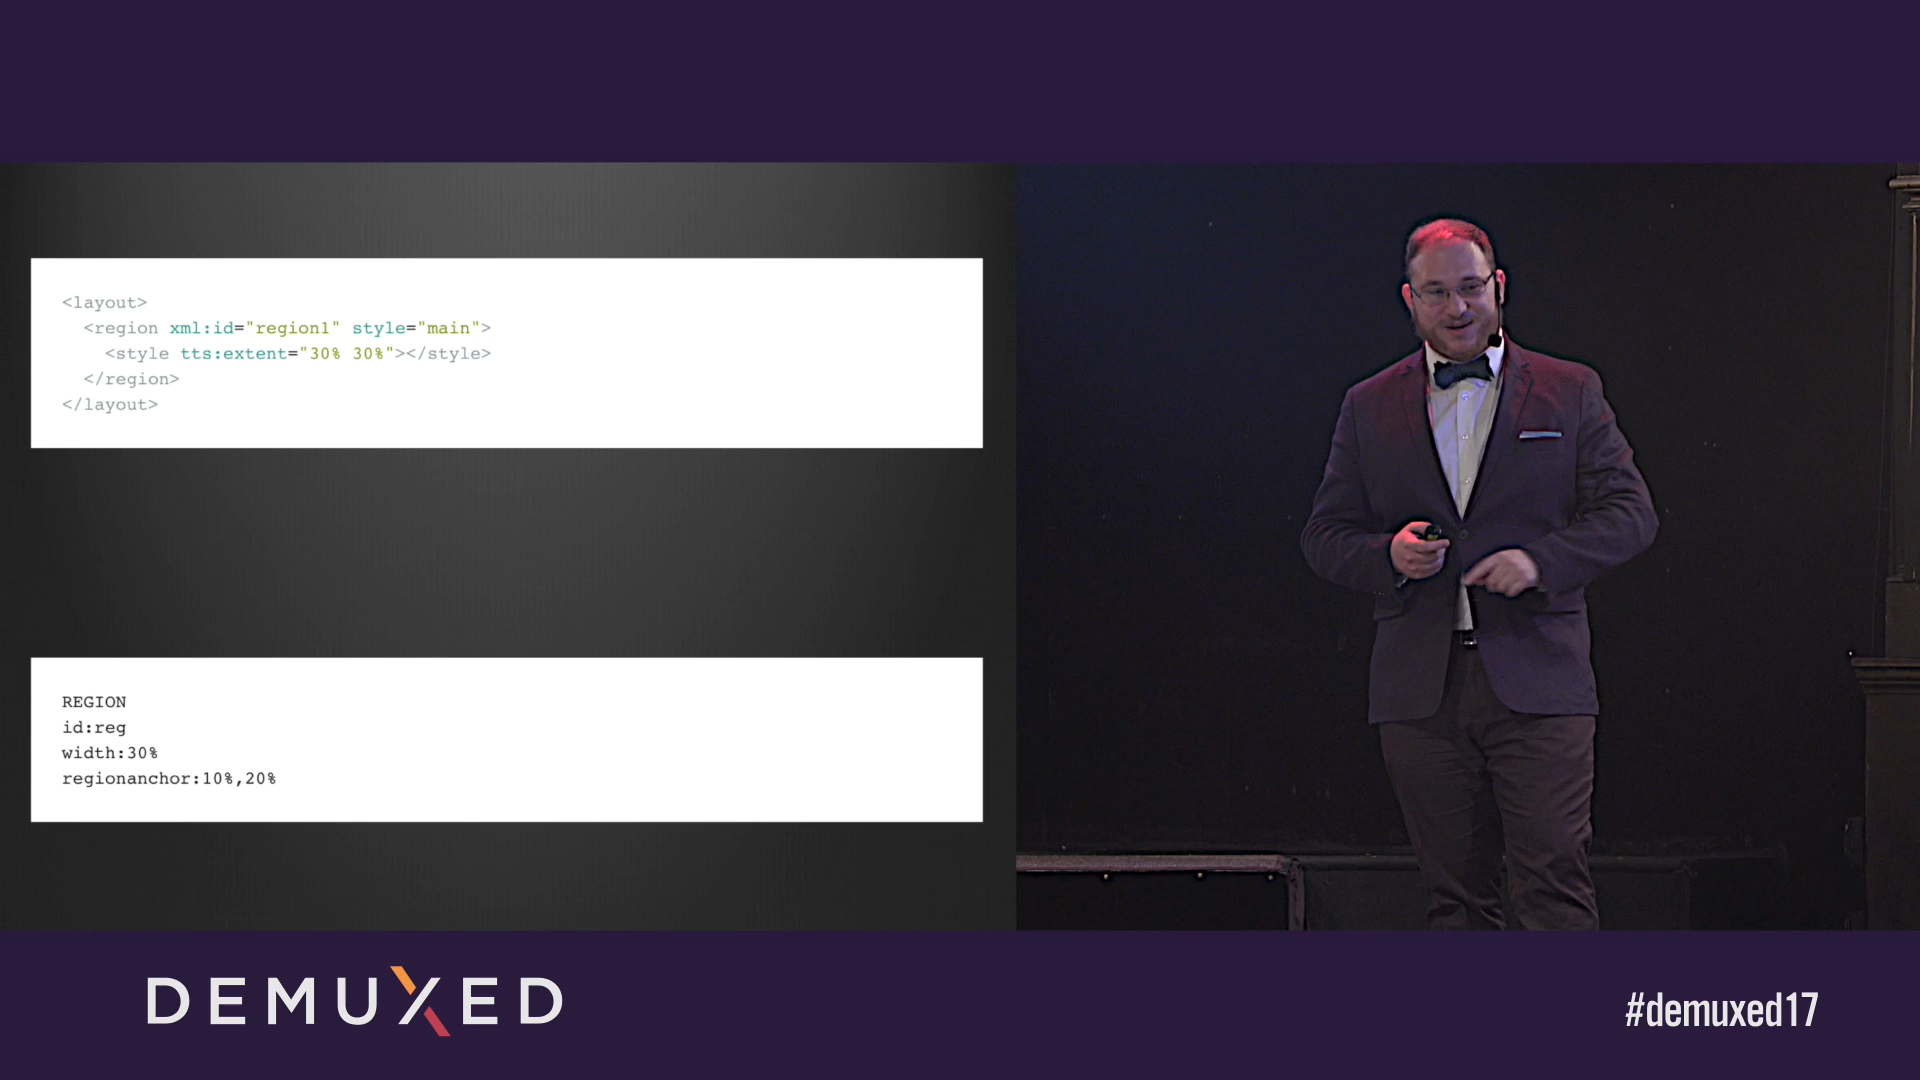 <layout>
  <region xml:id="region1" style="main">
    <style tts:extent="30% 30%"></style>
  </region>
</layout>
REGION
id:reg
width:30%
regionanchor:10%,20%
DEMUXED
#demuxed17